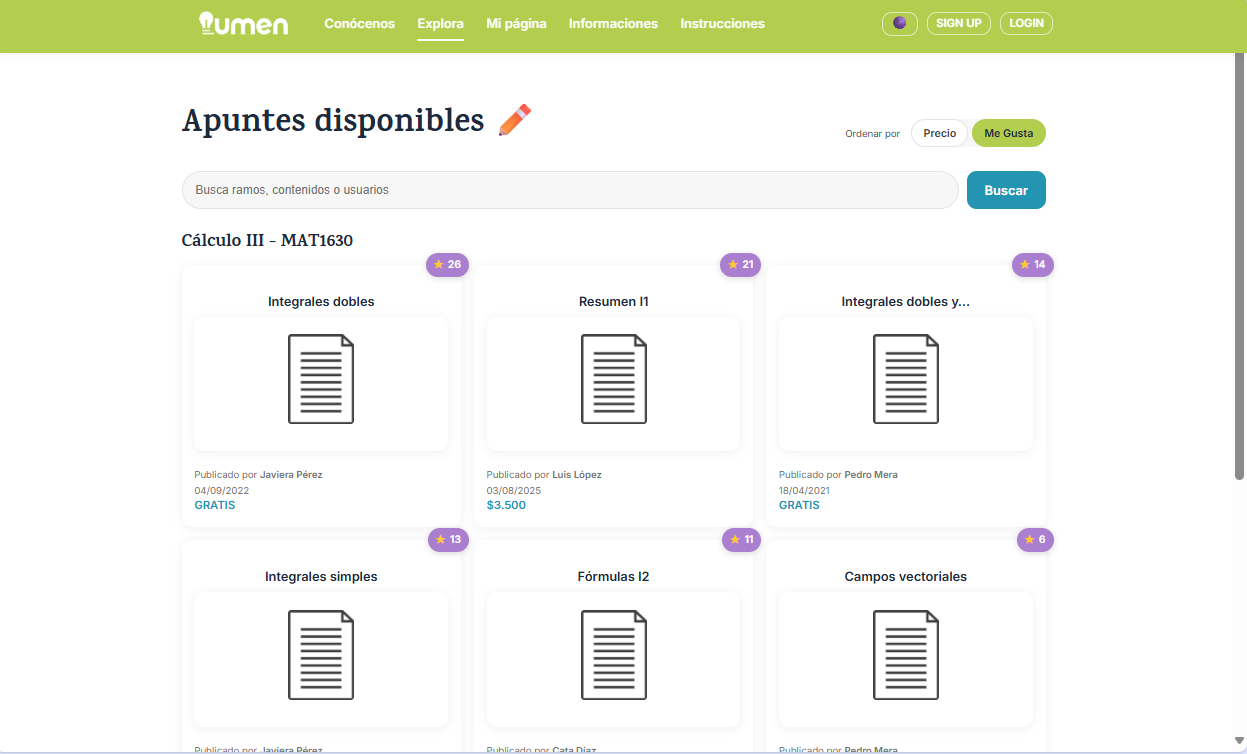 Lumen
Conócenos
Explora
Mi página
Informaciones
Instrucciones
SIGN UP
LOGIN
Apuntes disponibles
Ordenar por
Precio
Me Gusta
Busca ramos, contenidos o usuarios
Buscar
Cálculo III - MAT1630
26
Integrales dobles
Publicado por Javiera Pérez
04/09/2022
GRATIS
21
Resumen I1
Publicado por Luis López
03/08/2025
$3.500
14
Integrales dobles y...
Publicado por Pedro Mera
18/04/2021
GRATIS
13
Integrales simples
Publicado por Javiera Pérez
11
Fórmulas I2
Publicado por Cata Díaz
6
Campos vectoriales
Publicado por Pedro Mera